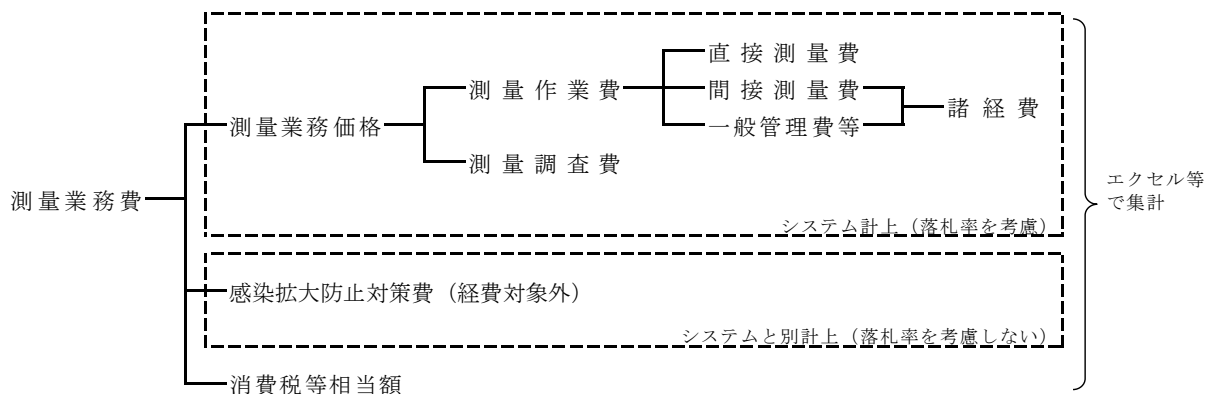 直接測量費
測量作業費
間接測量費
諸経費
測量業務価格
一般管理費等
測量調査費
測量業務費
エクセル等
で集計
システム計上（落札率を考慮）
感染拡大防止対策費（経費対象外）
システムと別計上（落札率を考慮しない）
消費税等相当額